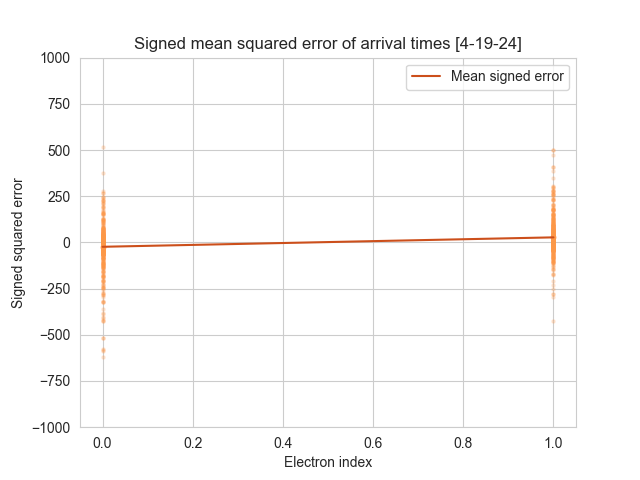 Signed mean squared error of arrival times [4-19-24]
Mean signed error
Signed squared error
1000
750
500
250
0
−250
−500
−750
−1000
0.0 0.2 0.4 0.6 0.8 1.0
Electron index